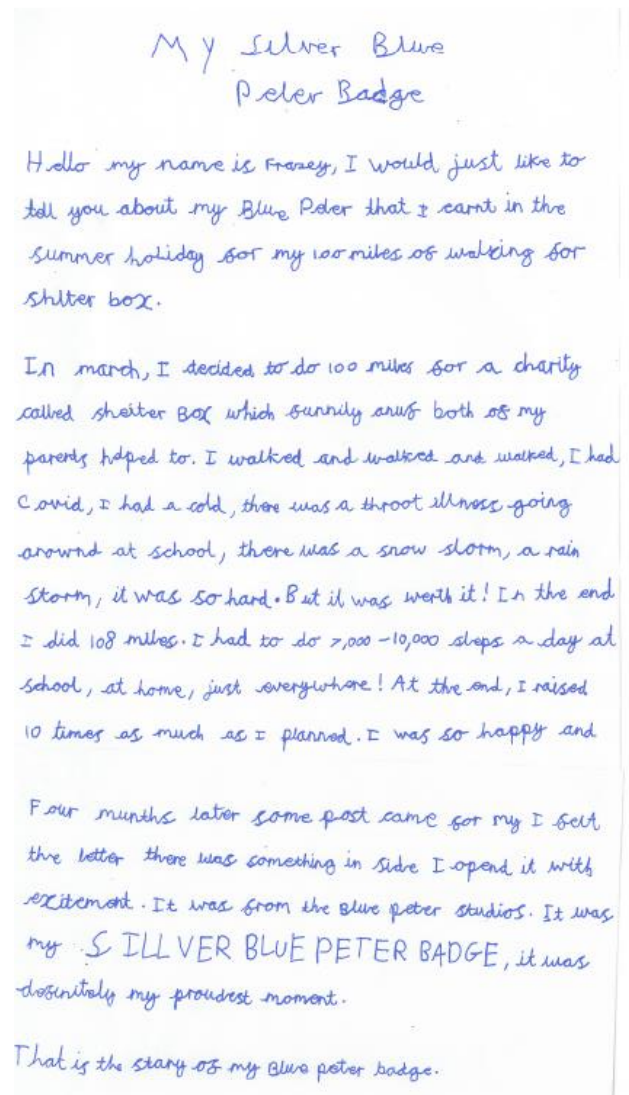 My Silver Blue
Peter Badge
Hello my name is Frazey, I would just like to
tell you about my Blue Peter that I earnt in the
summer holiday for my 100 miles of walking for
shlter box.
In march, I decided to do 100 miles for a charity
called shelter Box which funnily anuf both of my
parents helped to. I walked and walked and walked, I had
Covid, I had a cold, there was a throot illness going
arownd at school, there was a snow storm, a rain
storm, it was so hard. But it was werth it! In the end
I did 108 miles. I had to do 7,000 - 10,000 steps a day at
school, at home, just everywhere! At the end, I raised
10 times as much as I planned. I was so happy and
Four munths later some post came for my I felt
the letter there was something in side I opend it with
excitement. It was from the Blue peter studios. It was
my SILLVER BLUE PETER BADGE, it was
definitely my proudest moment.
That is the stary of my Blue peter badge.